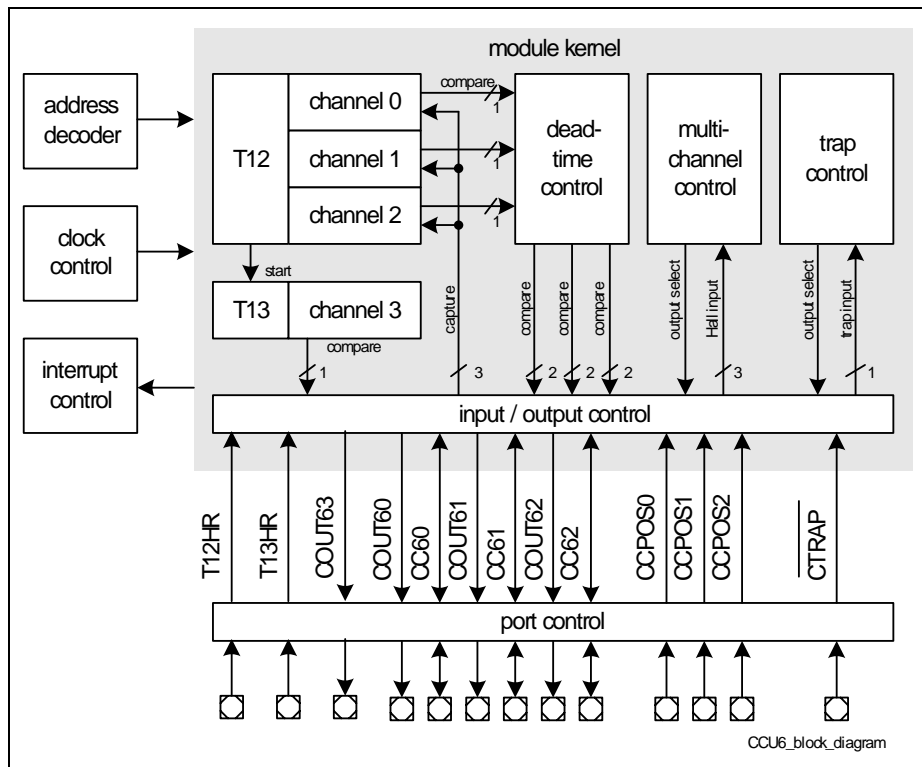 module kernel
address
decoder
clock
control
interrupt
control
T12
channel 0
channel 1
channel 2
compare
1
1
1
dead-
time
control
multi-
channel
control
trap
control
start
T13
channel 3
compare
1
capture
3
compare
compare
compare
2
2
2
output select
Hall input
3
output select
trap input
1
input / output control
T12HR
T13HR
COUT63
COUT60
CC60
COUT61
CC61
COUT62
CC62
CCPOS0
CCPOS1
CCPOS2
CTRAP
port control
CCU6_block_diagram